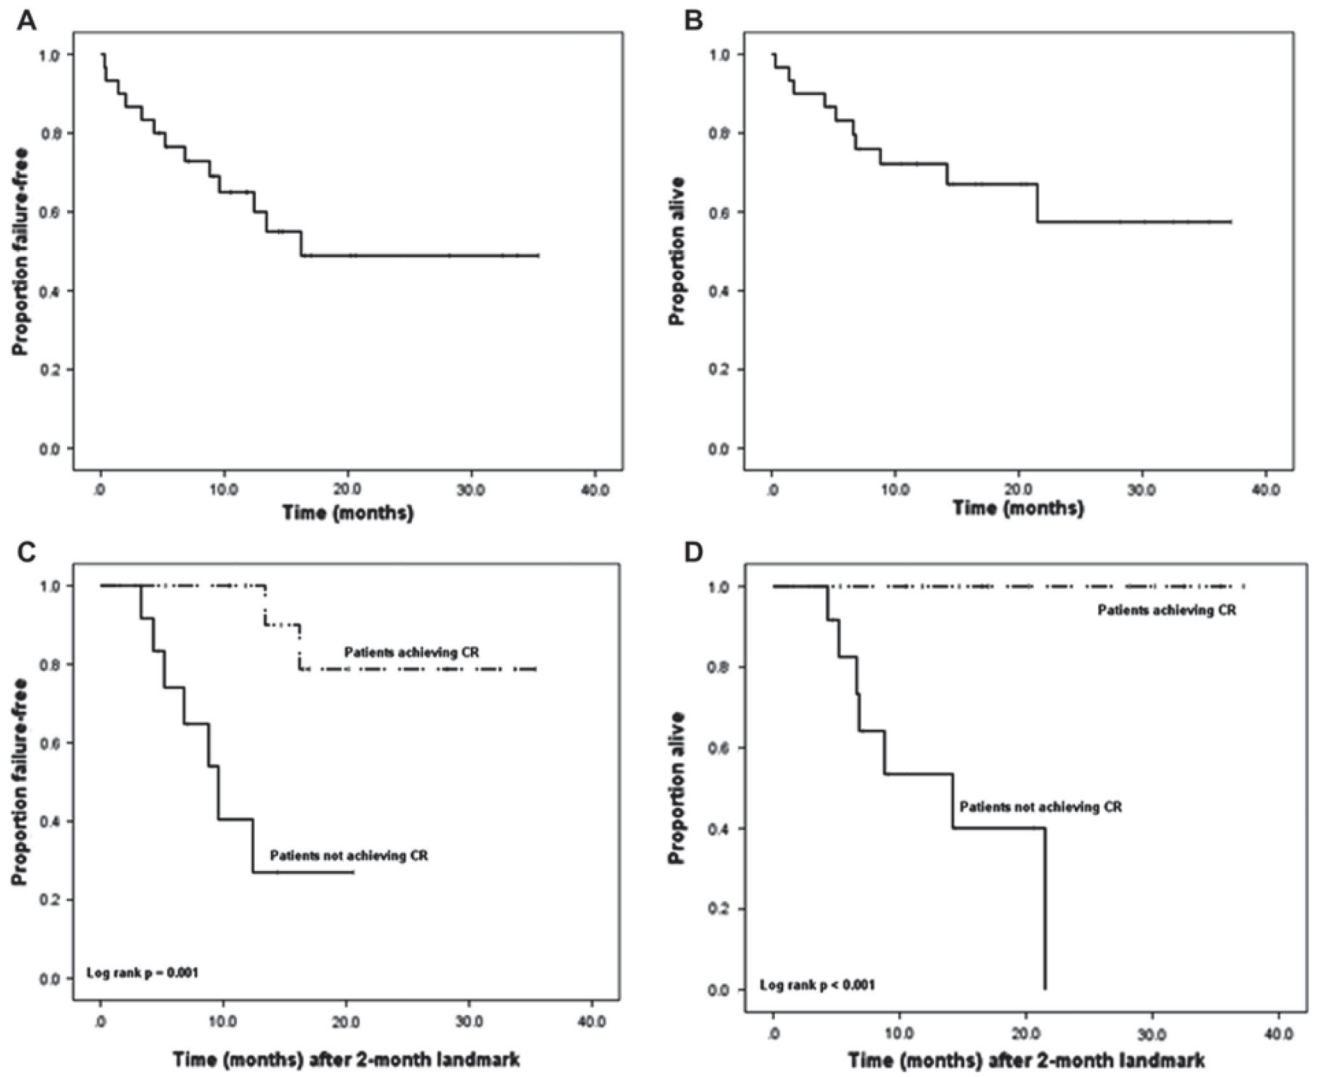 A
1.0
0.8
0.6
0.4
0.2
0.0
Proportion failure-free
.0 10.0 20.0 30.0 40.0
Time (months)
B
1.0
0.8
0.6
0.4
0.2
0.0
Proportion alive
.0 10.0 20.0 30.0 40.0
Time (months)
C
1.0
0.8
0.6
0.4
0.2
0.0
Proportion failure-free
Patients achieving CR
Patients not achieving CR
Log rank p = 0.001
.0 10.0 20.0 30.0 40.0
Time (months) after 2-month landmark
D
1.0
0.8
0.6
0.4
0.2
0.0
Proportion alive
Patients achieving CR
Patients not achieving CR
Log rank p < 0.001
.0 10.0 20.0 30.0 40.0
Time (months) after 2-month landmark